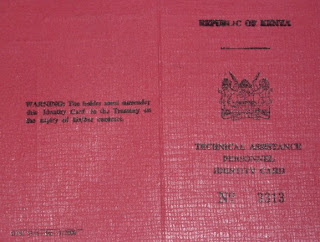 WARNING: The holder must surrender
this Identity Card to the Treasury on
the expiry of his/her contract.
REPUBLIC OF KENYA
TECHNICAL ASSISTANCE
PERSONNEL
IDENTITY CARD
Nº 2313